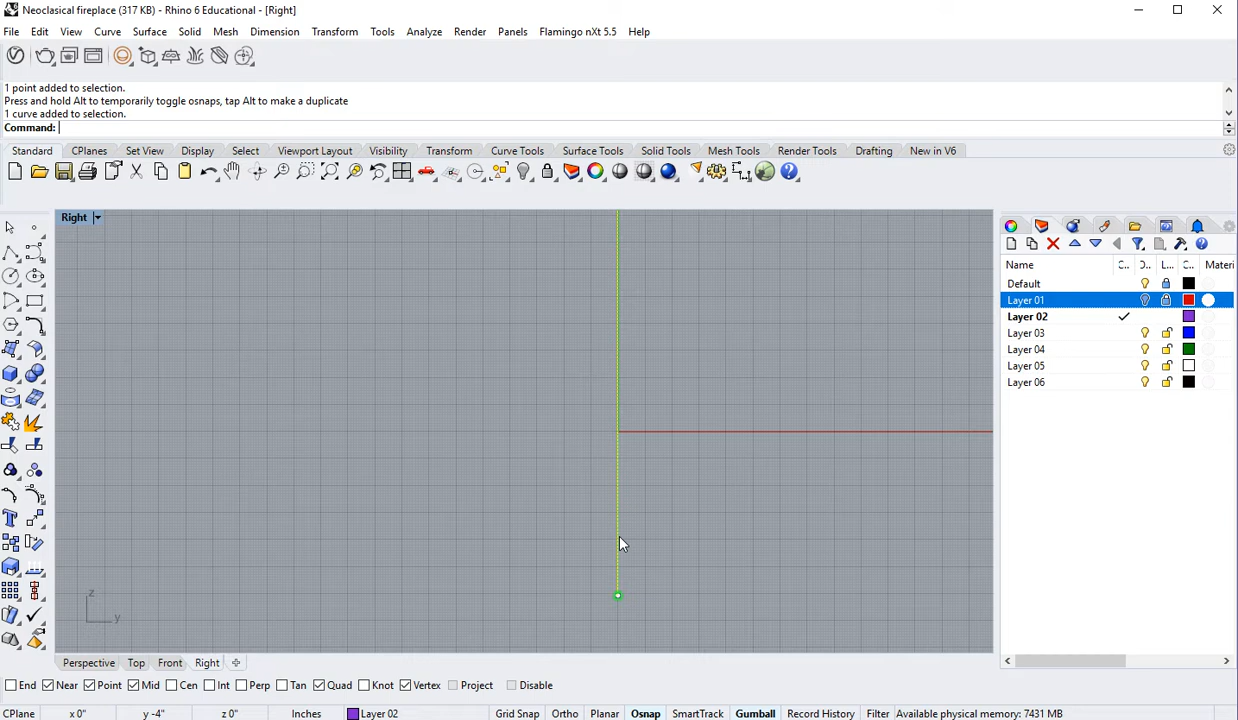 Neoclasical fireplace (317 KB) - Rhino 6 Educational - [Right]
File Edit View Curve Surface Solid Mesh Dimension Transform Tools Analyze Render Panels Flamingo nXt 5.5 Help
1 point added to selection.
Press and hold Alt to temporarily toggle osnaps, tap Alt to make a duplicate
1 curve added to selection.
Command:
Standard CPlanes Set View Display Select Viewport Layout Visibility Transform Curve Tools Surface Tools Solid Tools Mesh Tools Render Tools Drafting New in V6
Right
Name C.. O.. L... C.. Materi
Default
Layer 01
Layer 02
Layer 03
Layer 04
Layer 05
Layer 06
z
y
Perspective Top Front Right
End Near Point Mid Cen Int Perp Tan Quad Knot Vertex Project Disable
CPlane x 0" y -4" z 0" Inches Layer 02 Grid Snap Ortho Planar Osnap SmartTrack Gumball Record History Filter Available physical memory: 7431 MB